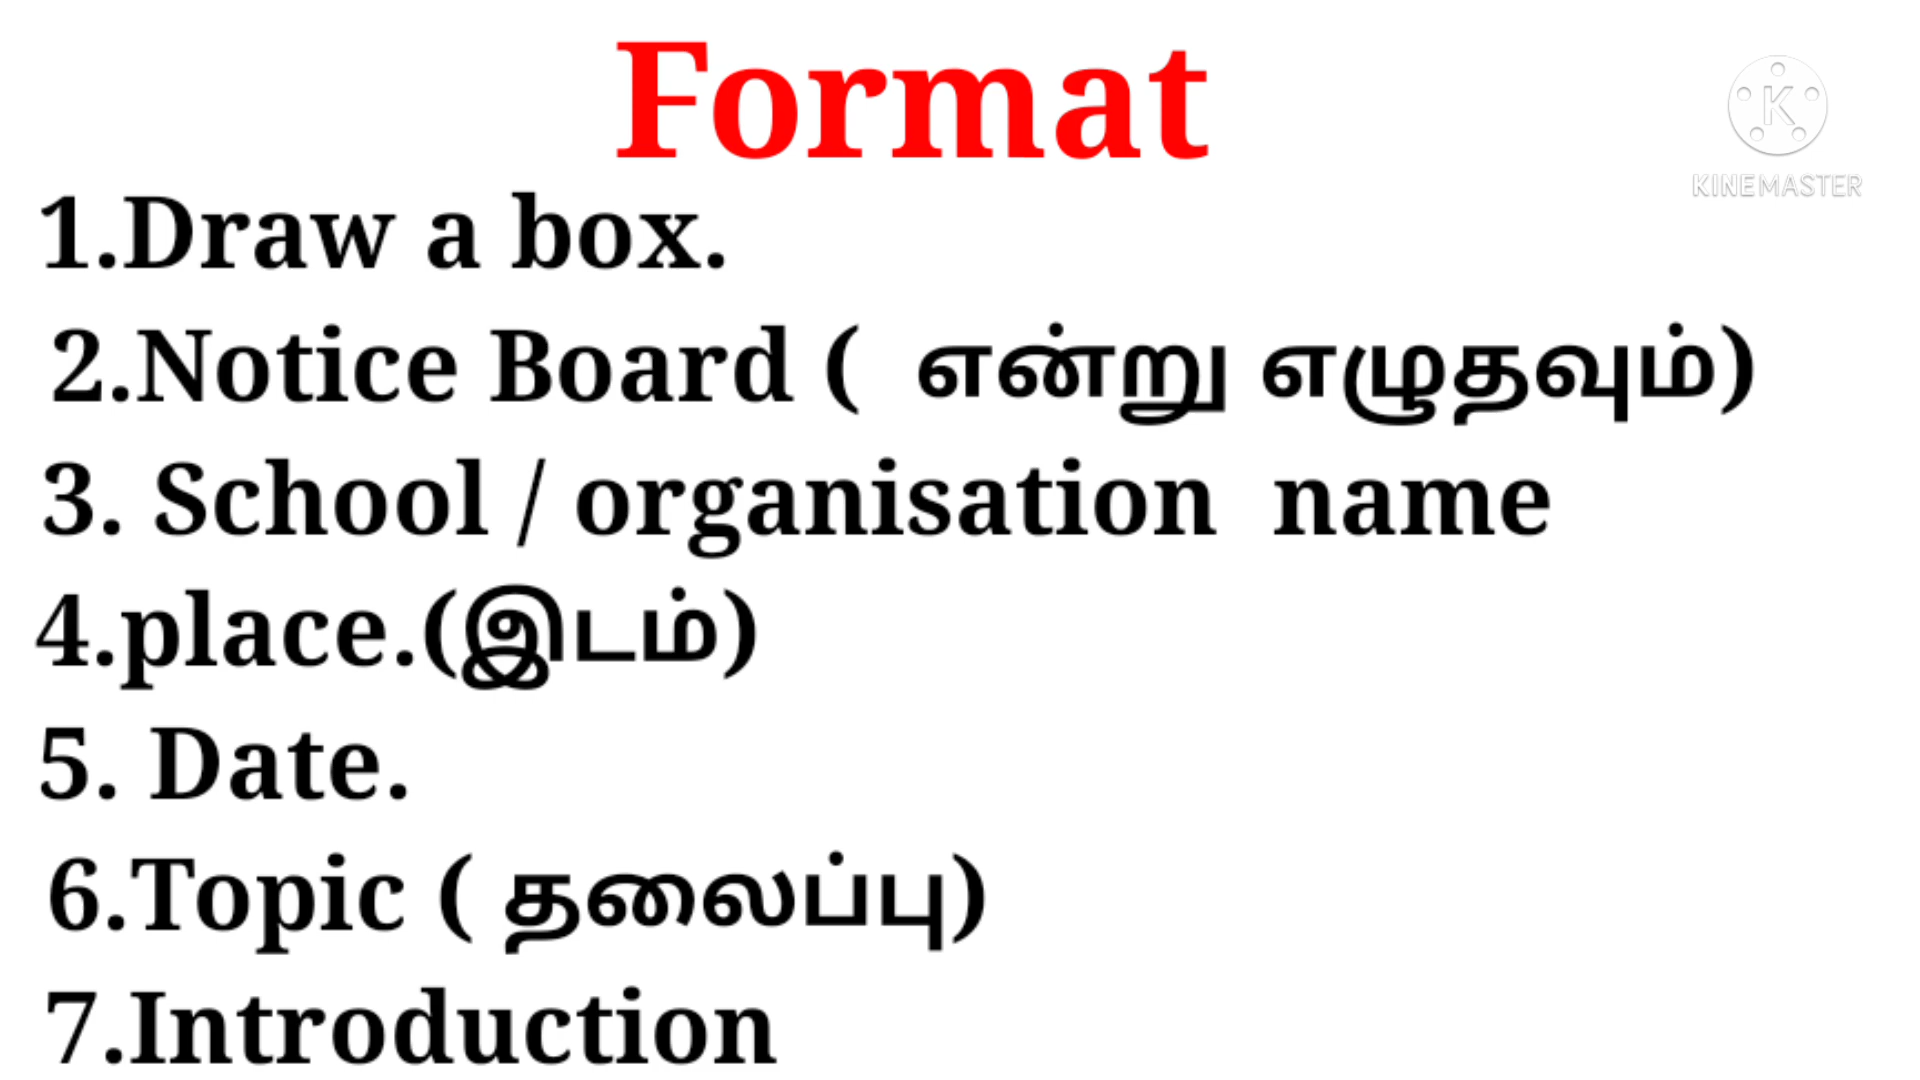 Format
KINEMASTER
1.Draw a box.
2.Notice Board (  என்று எழுதவும்)
3. School / organisation  name
4.place.(இடம்)
5. Date.
6.Topic ( தலைப்பு)
7.Introduction